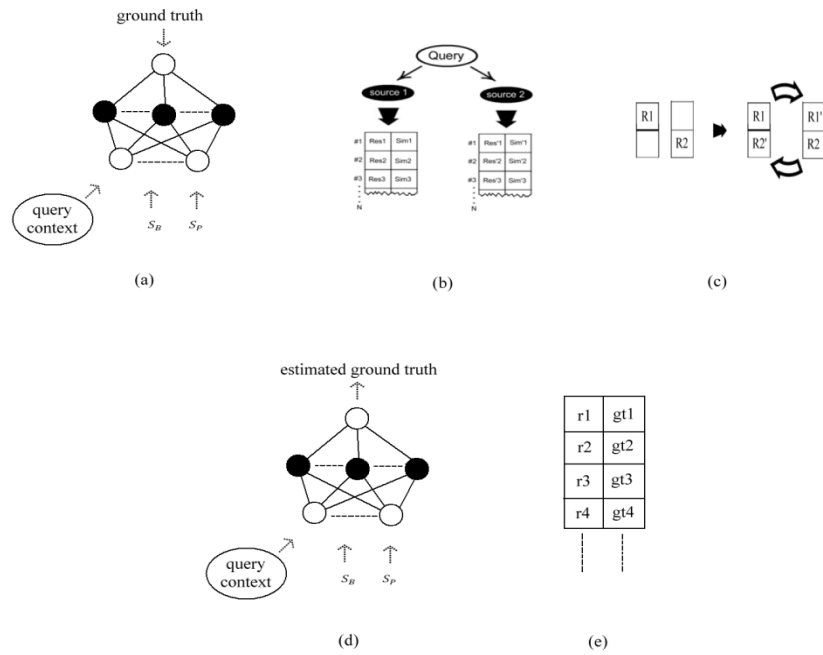 ground truth
query
context
S_B S_P
(a)
Query
source 1 source 2
#1 Res1 Sim1
#2 Res2 Sim2
#3 Res3 Sim3
N
#1 Res'1 Sim'1
#2 Res'2 Sim'2
#3 Res'3 Sim'3
N
(b)
R1 R1 R1'
R2 R2' R2
(c)
estimated ground truth
query
context
S_B S_P
(d)
r1 gt1
r2 gt2
r3 gt3
r4 gt4
(e)